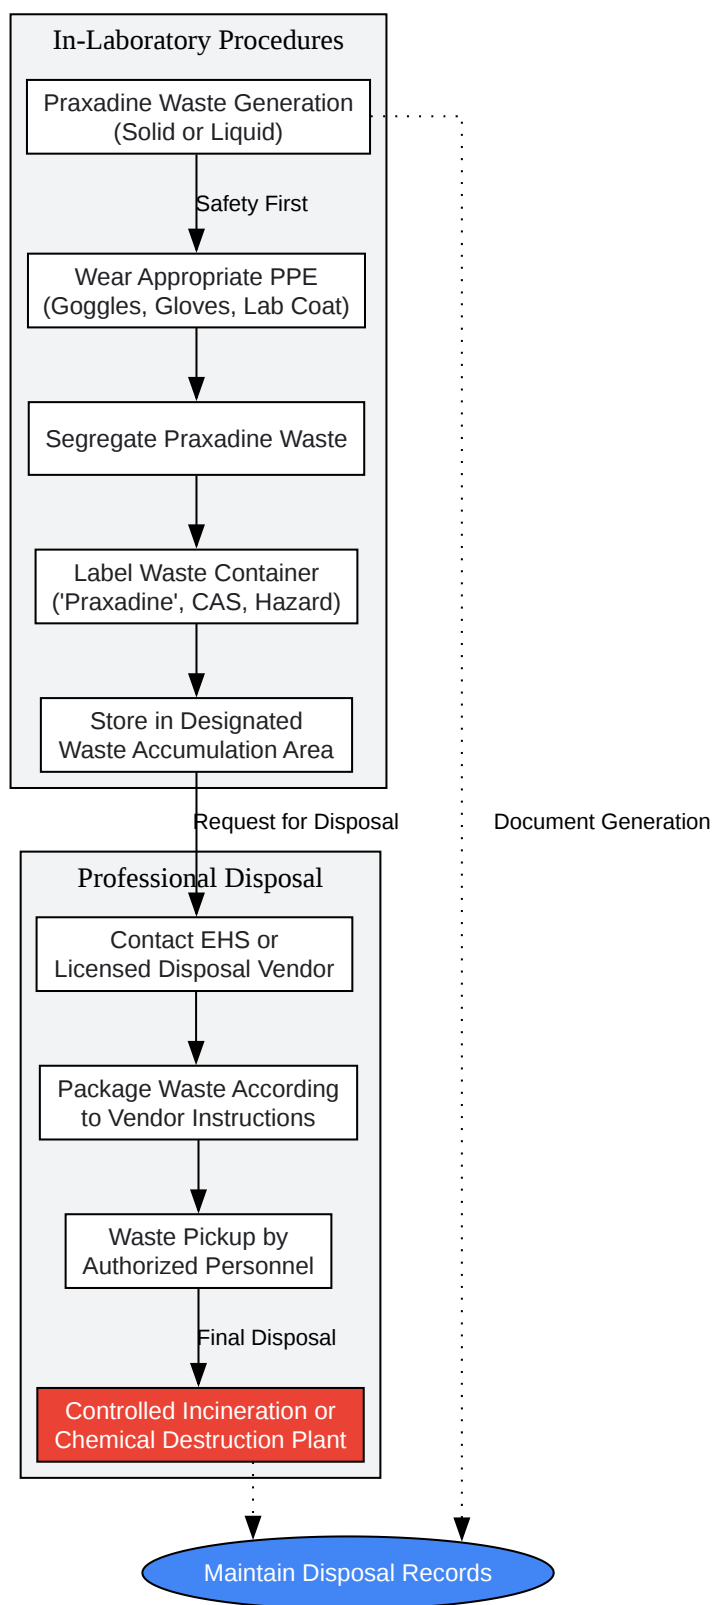 In-Laboratory Procedures
Praxadine Waste Generation
(Solid or Liquid)
Safety First
Wear Appropriate PPE
(Goggles, Gloves, Lab Coat)
Segregate Praxadine Waste
Label Waste Container
('Praxadine', CAS, Hazard)
Store in Designated
Waste Accumulation Area
Request for Disposal
Document Generation
Professional Disposal
Contact EHS or
Licensed Disposal Vendor
Package Waste According
to Vendor Instructions
Waste Pickup by
Authorized Personnel
Final Disposal
Controlled Incineration or
Chemical Destruction Plant
Maintain Disposal Records